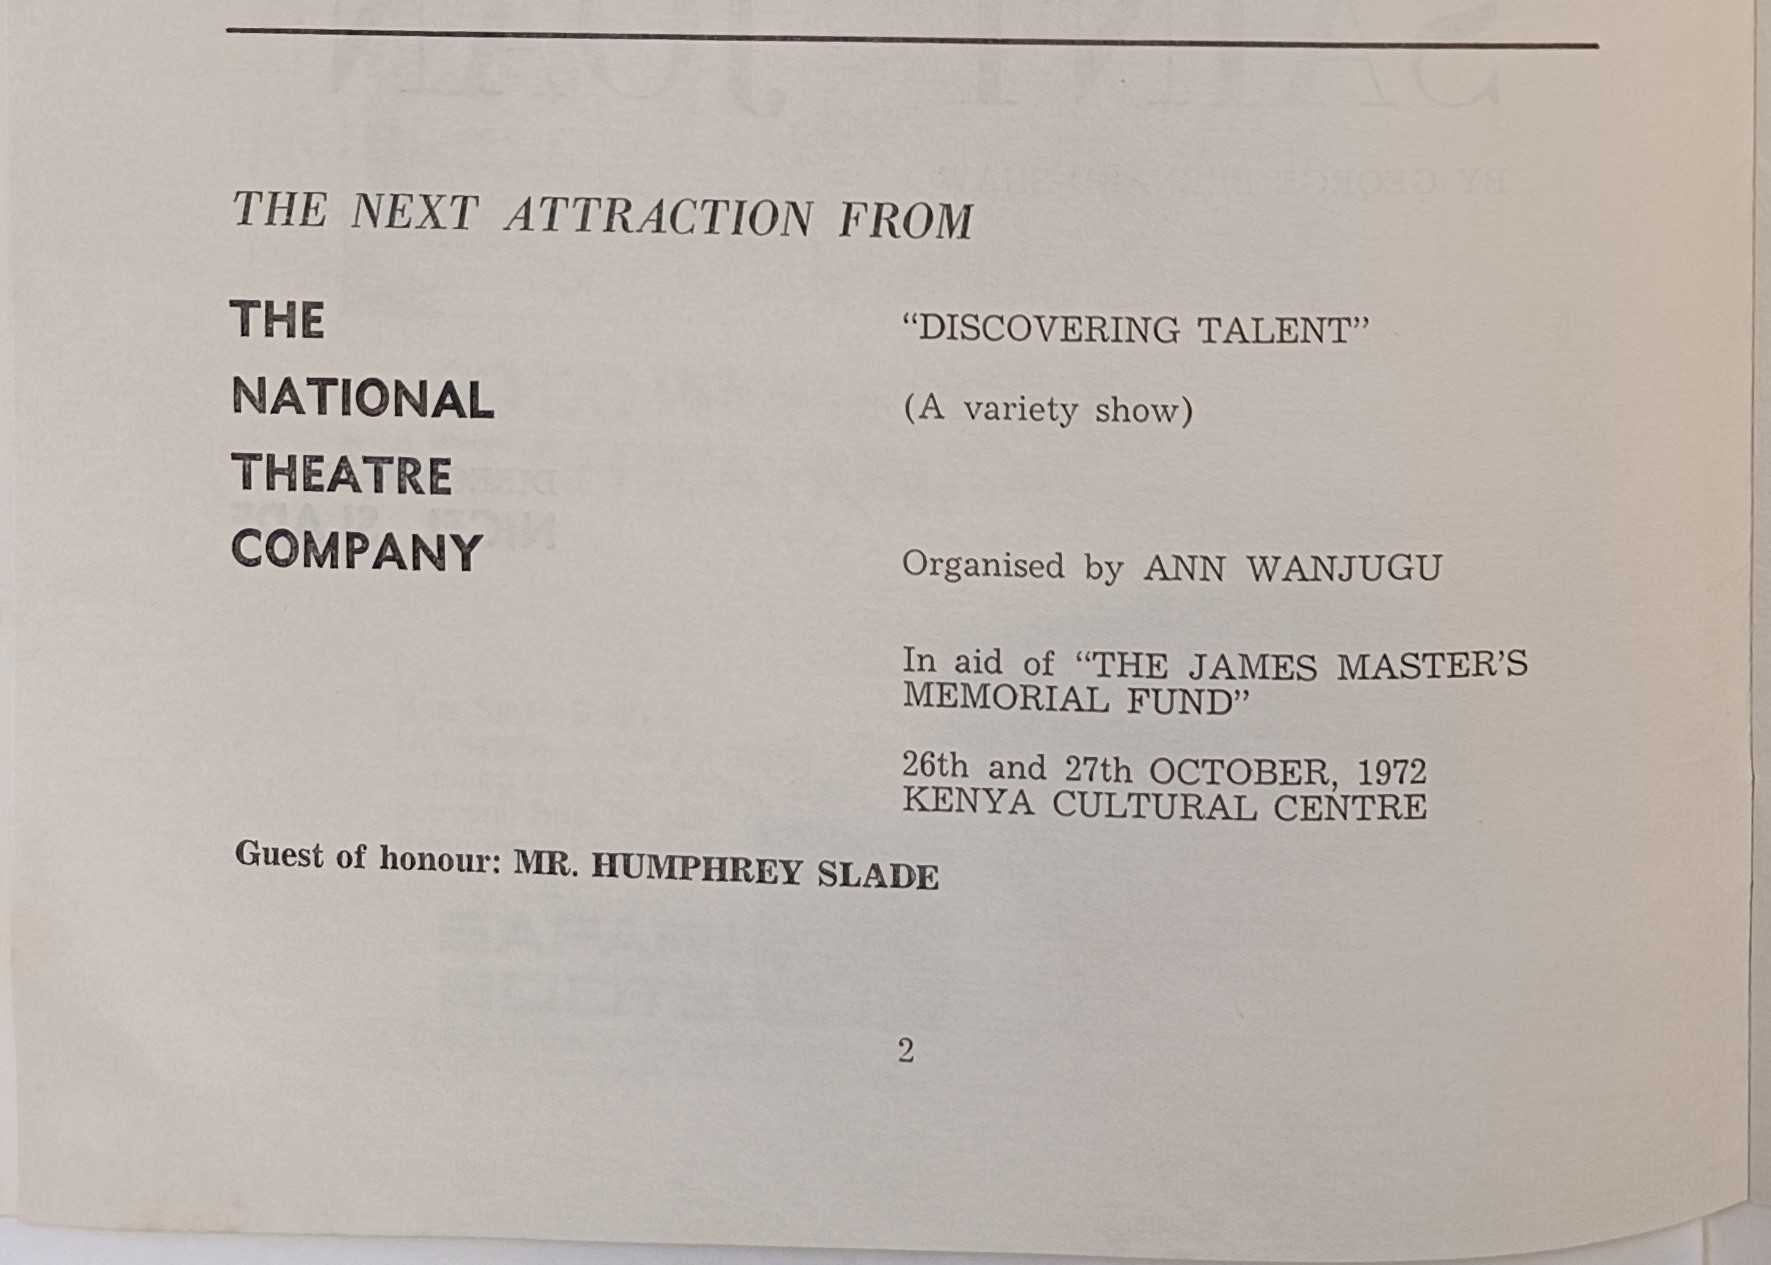 THE NEXT ATTRACTION FROM
THE
NATIONAL
THEATRE
COMPANY
“DISCOVERING TALENT”
(A variety show)
Organised by ANN WANJUGU
In aid of “THE JAMES MASTER’S
MEMORIAL FUND”
26th and 27th OCTOBER, 1972
KENYA CULTURAL CENTRE
Guest of honour: MR. HUMPHREY SLADE
2